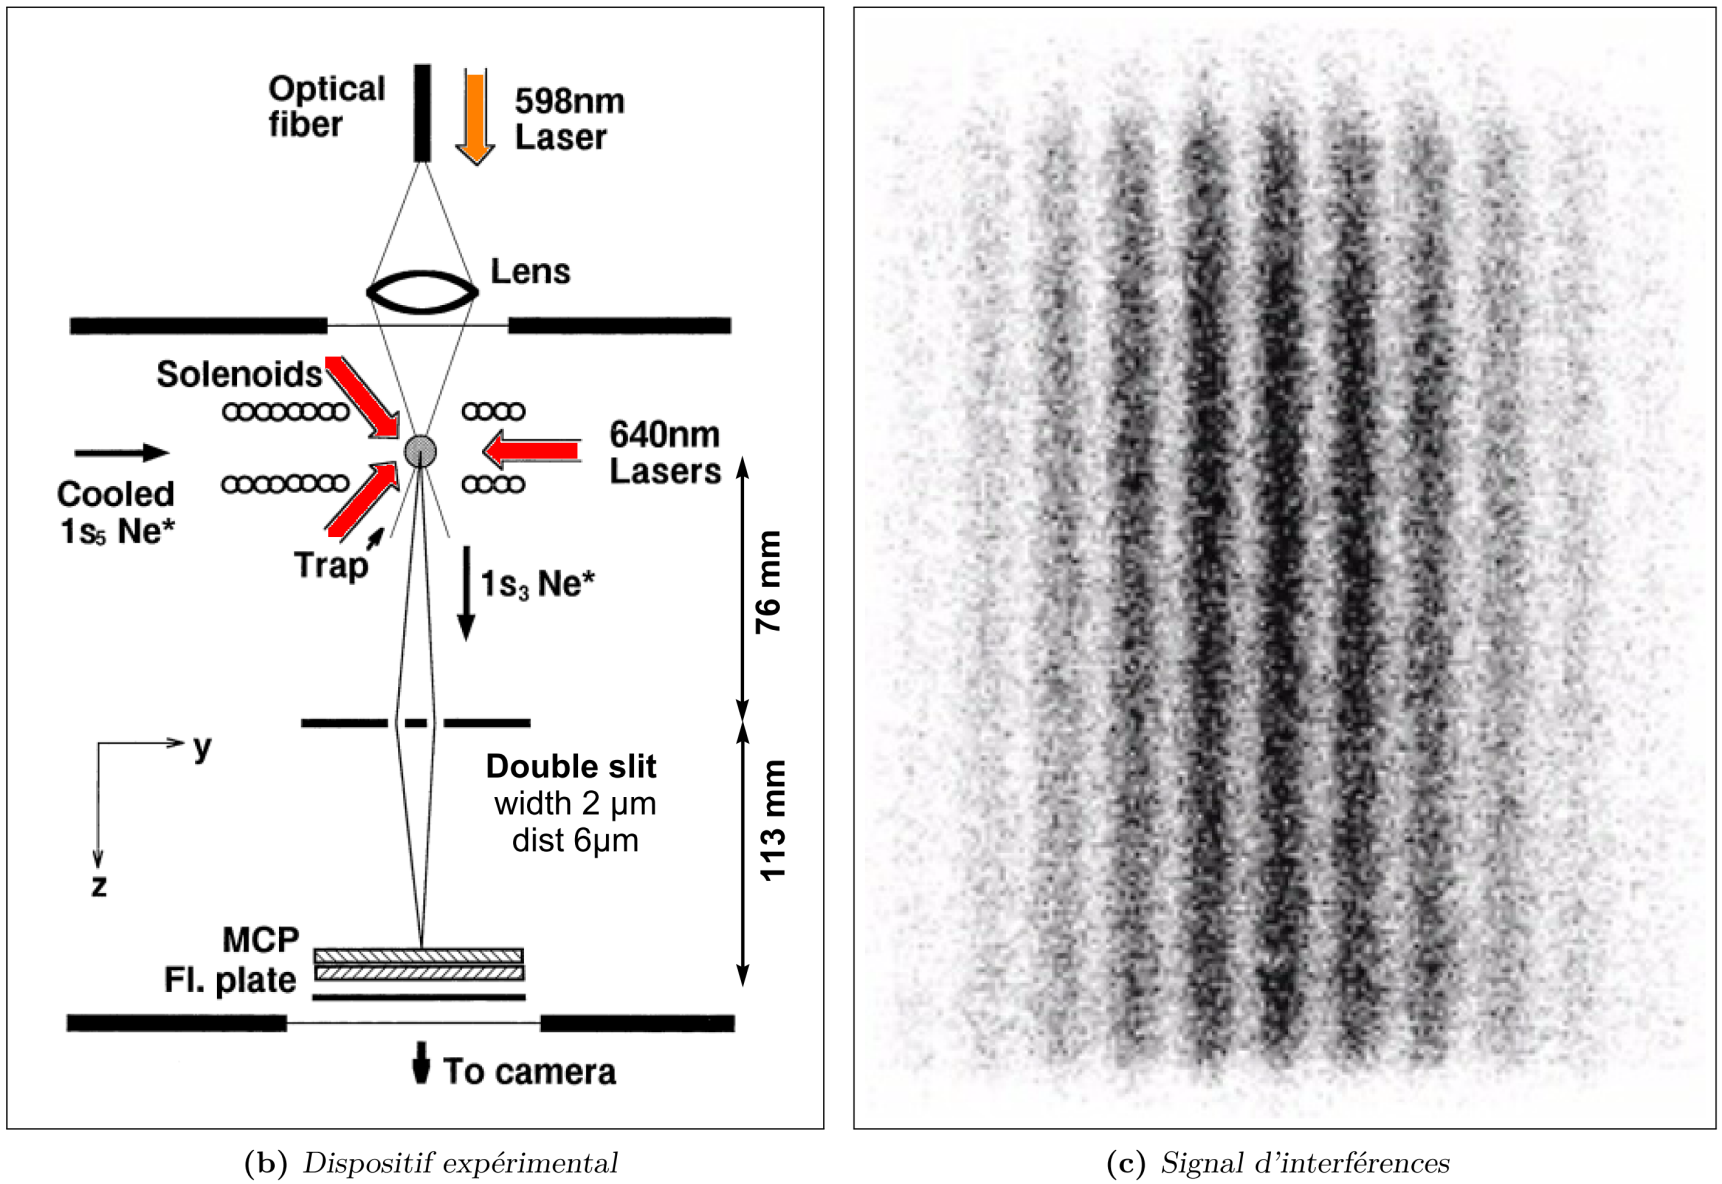 Optical
fiber
598nm
Laser
Lens
Solenoids
640nm
Lasers
Cooled
1s₅ Ne*
Trap
1s₃ Ne*
76 mm
y
z
Double slit
width 2 µm
dist 6µm
113 mm
MCP
Fl. plate
To camera
(b) Dispositif expérimental
(c) Signal d'interférences